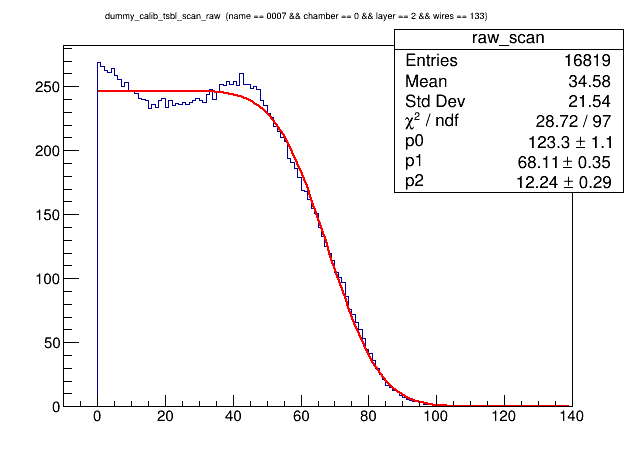 dummy_calib_tsbl_scan_raw (name == 0007 && chamber == 0 && layer == 2 && wires == 133)
raw_scan
Entries 16819
Mean 34.58
Std Dev 21.54
χ² / ndf 28.72 / 97
p0 123.3 ± 1.1
p1 68.11 ± 0.35
p2 12.24 ± 0.29
250
200
150
100
50
0
0 20 40 60 80 100 120 140